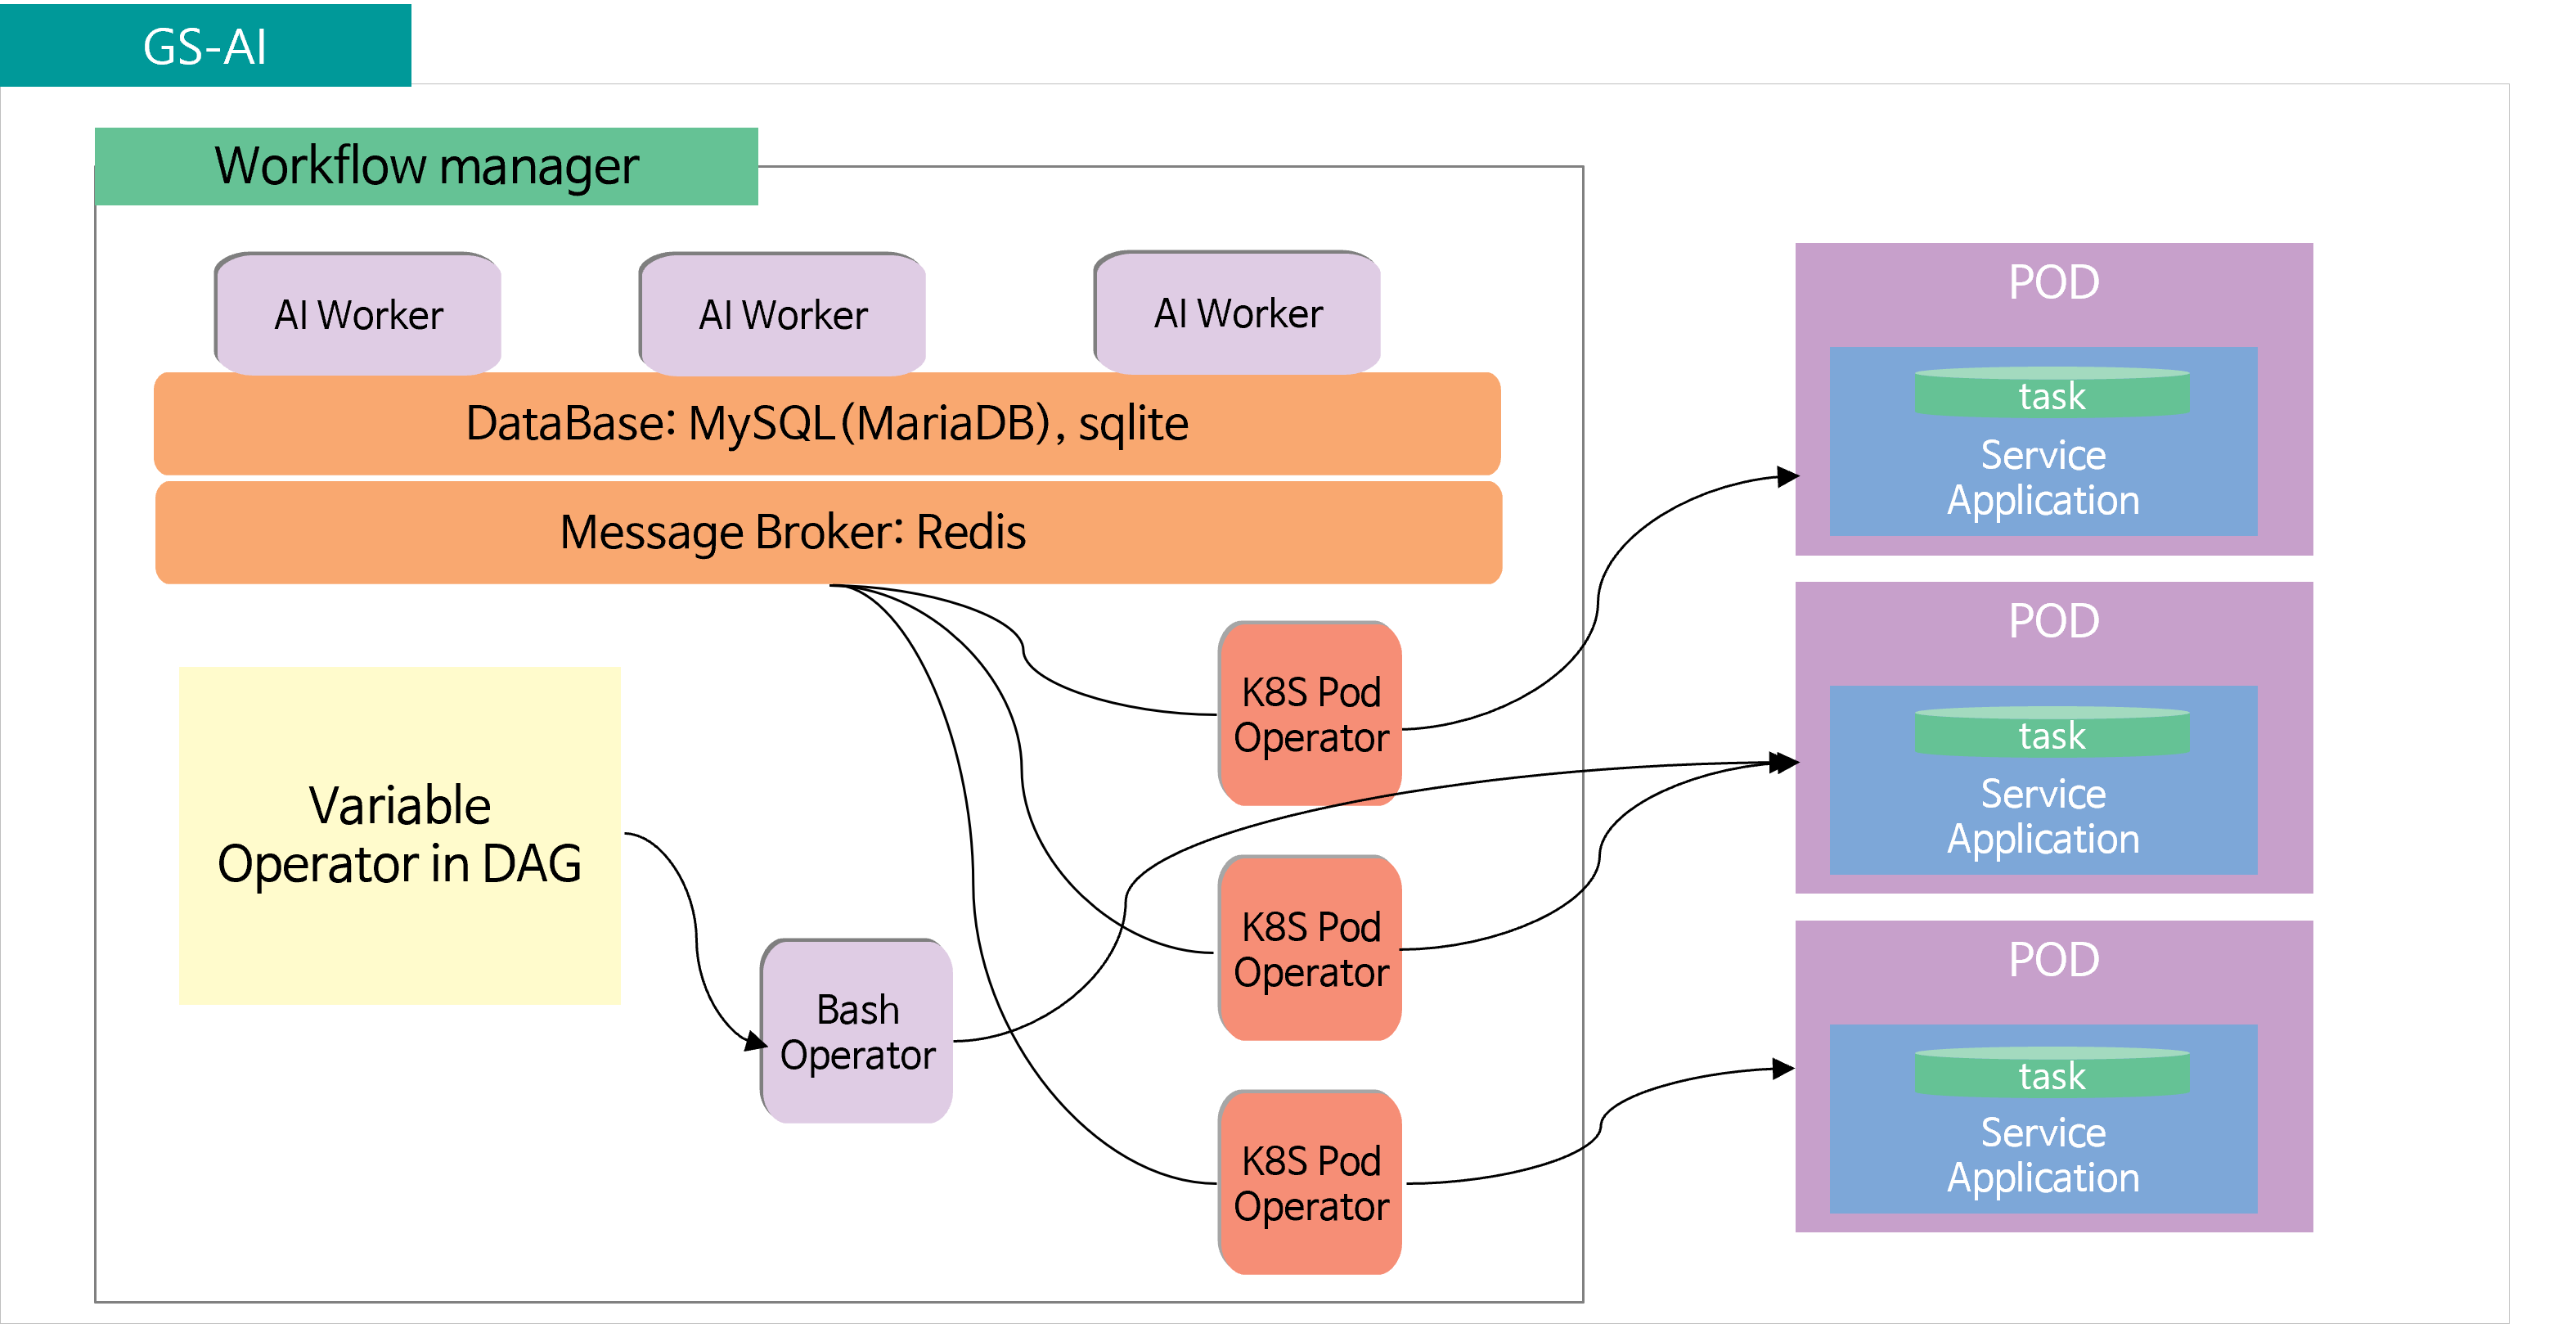 GS-AI
Workflow manager
AI Worker
AI Worker
AI Worker
DataBase: MySQL(MariaDB), sqlite
Message Broker: Redis
Variable
Operator in DAG
Bash
Operator
K8S Pod
Operator
K8S Pod
Operator
K8S Pod
Operator
POD
task
Service
Application
POD
task
Service
Application
POD
task
Service
Application